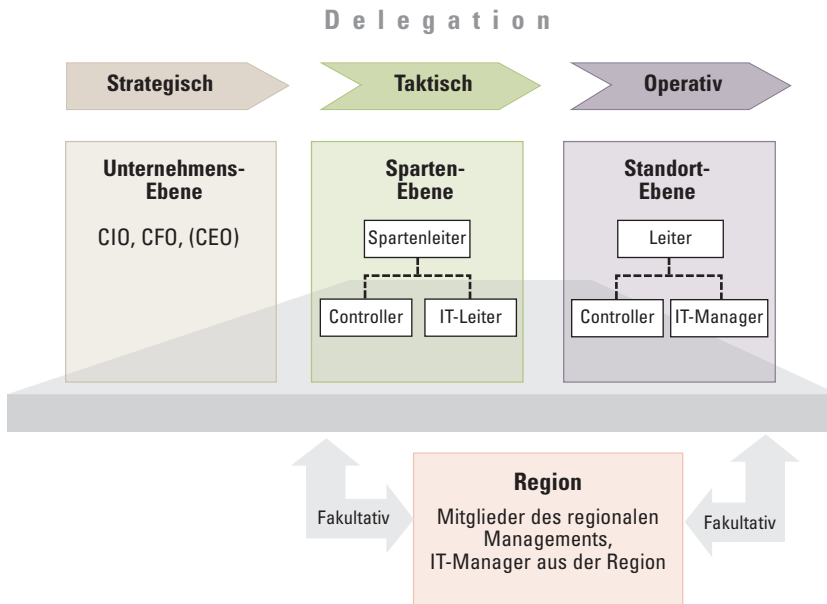 Delegation
Strategisch
Taktisch
Operativ
Unternehmens-
Ebene
CIO, CFO, (CEO)
Sparten-
Ebene
Spartenleiter
Controller
IT-Leiter
Standort-
Ebene
Leiter
Controller
IT-Manager
Fakultativ
Region
Mitglieder des regionalen
Managements,
IT-Manager aus der Region
Fakultativ